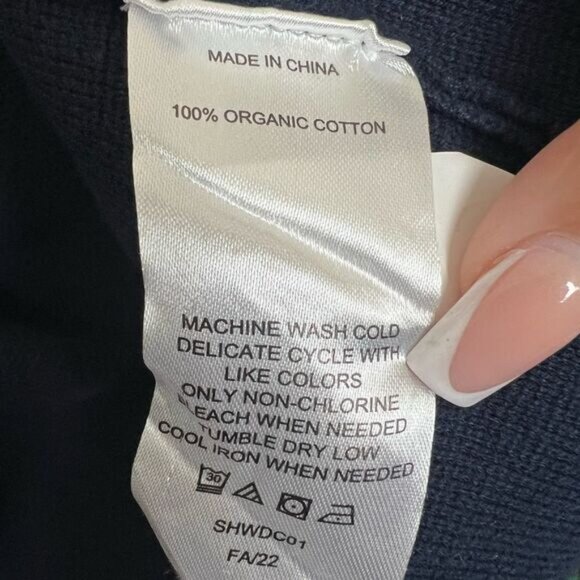 MADE IN CHINA
100% ORGANIC COTTON
MACHINE WASH COLD
DELICATE CYCLE WITH
LIKE COLORS
ONLY NON-CHLORINE
BLEACH WHEN NEEDED
TUMBLE DRY LOW
COOL IRON WHEN NEEDED
30
SHWDC01
FA/22